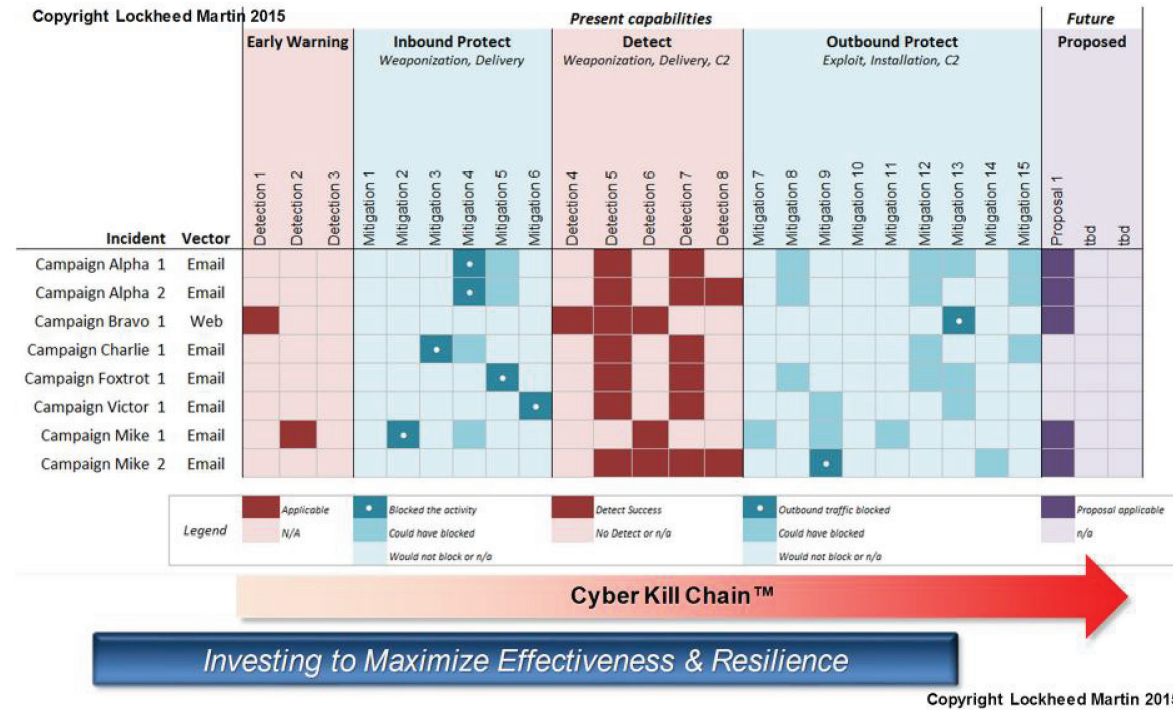 Copyright Lockheed Martin 2015
Present capabilities
Future
Early Warning
Inbound Protect
Weaponization, Delivery
Detect
Weaponization, Delivery, C2
Outbound Protect
Exploit, Installation, C2
Proposed
Incident Vector
Detection 1
Detection 2
Detection 3
Mitigation 1
Mitigation 2
Mitigation 3
Mitigation 4
Mitigation 5
Mitigation 6
Detection 4
Detection 5
Detection 6
Detection 7
Detection 8
Mitigation 7
Mitigation 8
Mitigation 9
Mitigation 10
Mitigation 11
Mitigation 12
Mitigation 13
Mitigation 14
Mitigation 15
Proposal 1
tbd
tbd
Campaign Alpha 1 Email
Campaign Alpha 2 Email
Campaign Bravo 1 Web
Campaign Charlie 1 Email
Campaign Foxtrot 1 Email
Campaign Victor 1 Email
Campaign Mike 1 Email
Campaign Mike 2 Email
Legend
Applicable
N/A
Blocked the activity
Could have blocked
Would not block or n/a
Detect Success
No Detect or n/a
Outbound traffic blocked
Could have blocked
Would not block or n/a
Proposal applicable
n/a
Cyber Kill Chain™
Investing to Maximize Effectiveness & Resilience
Copyright Lockheed Martin 2015